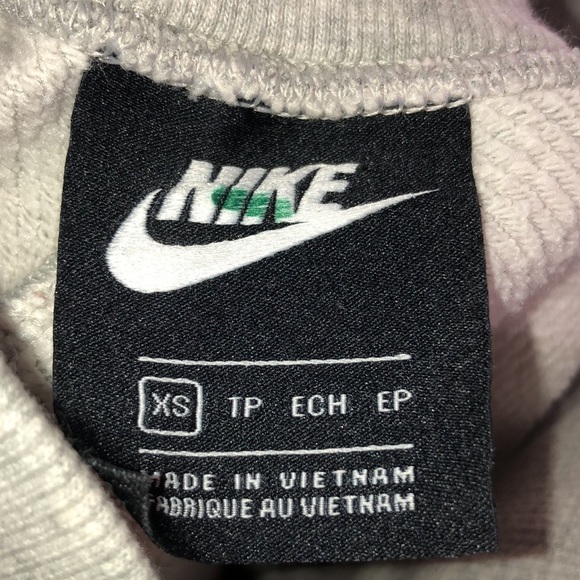 NIKE
XS TP ECH EP
MADE IN VIETNAM
FABRIQUE AU VIETNAM